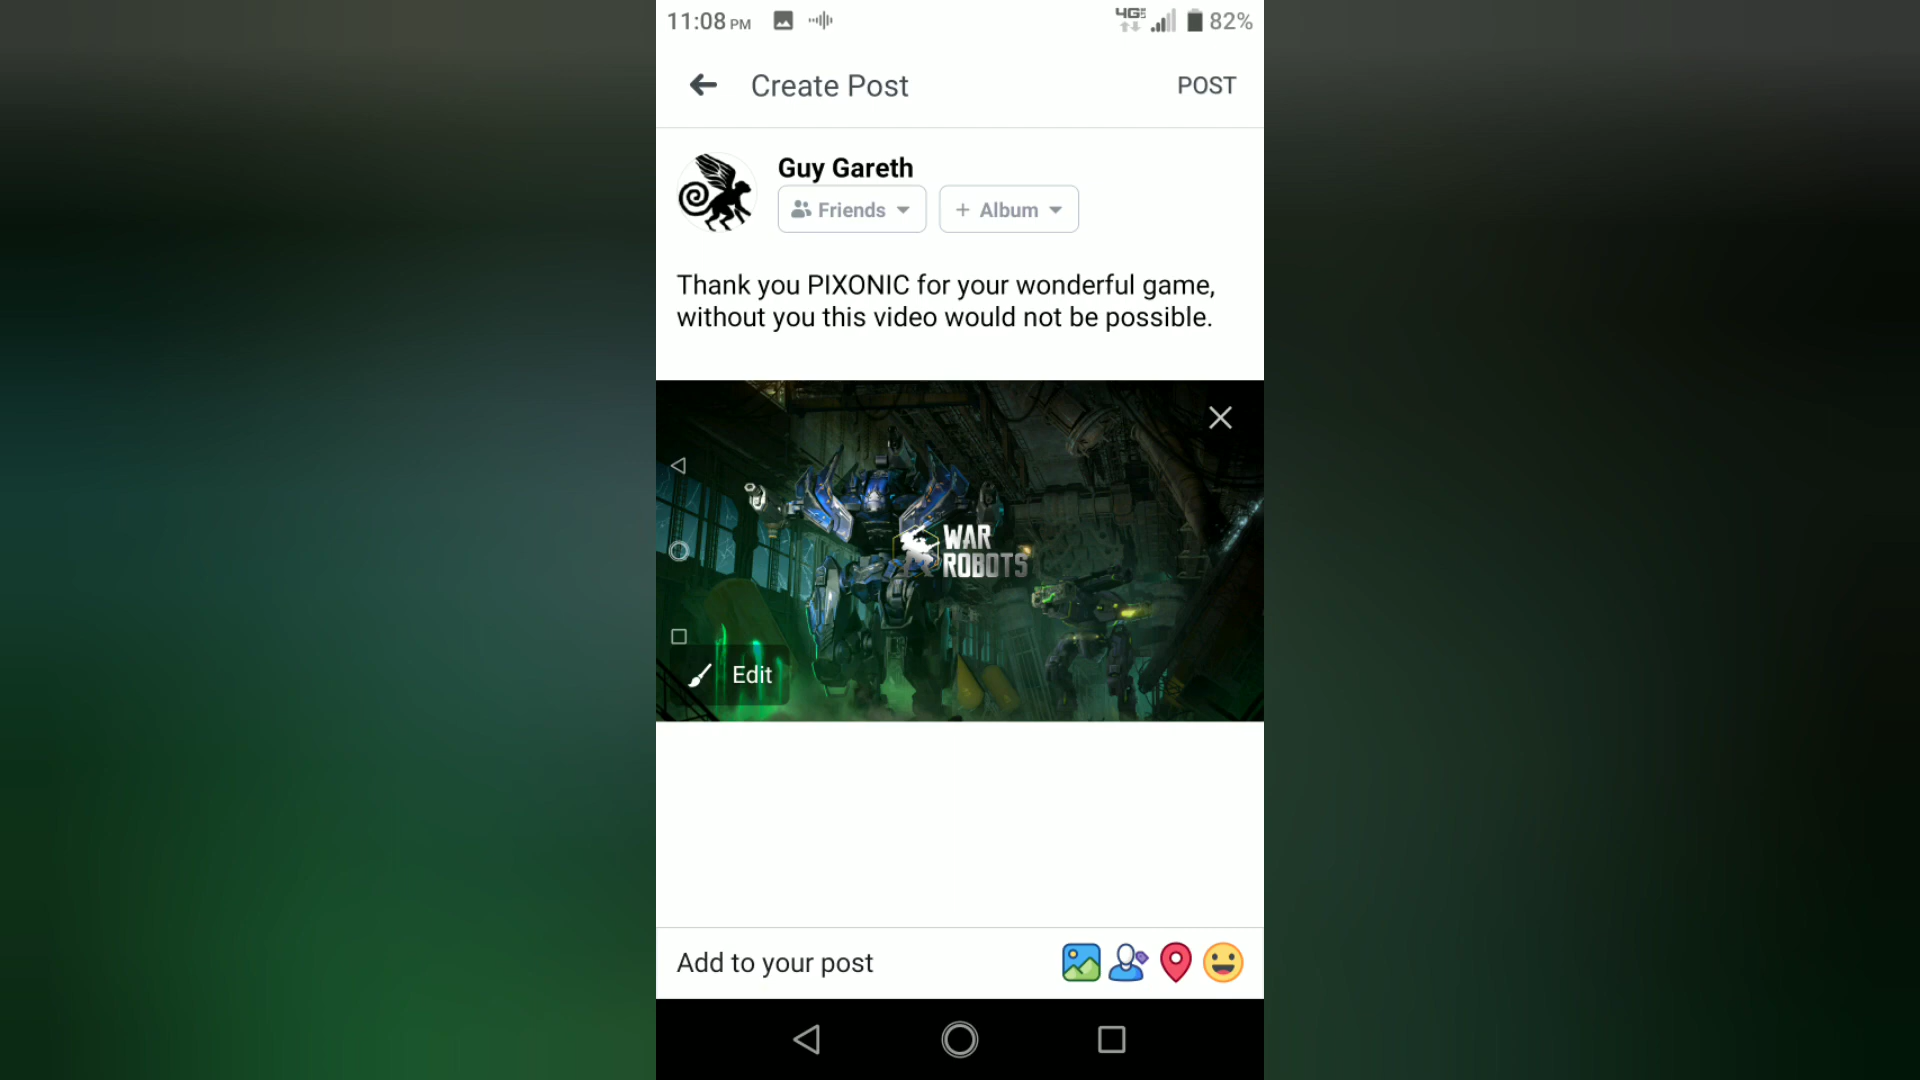 11:08 PM 4G 82%
Create Post POST
Guy Gareth
Friends + Album
Thank you PIXONIC for your wonderful game,
without you this video would not be possible.
WAR
ROBOTS
Edit
Add to your post